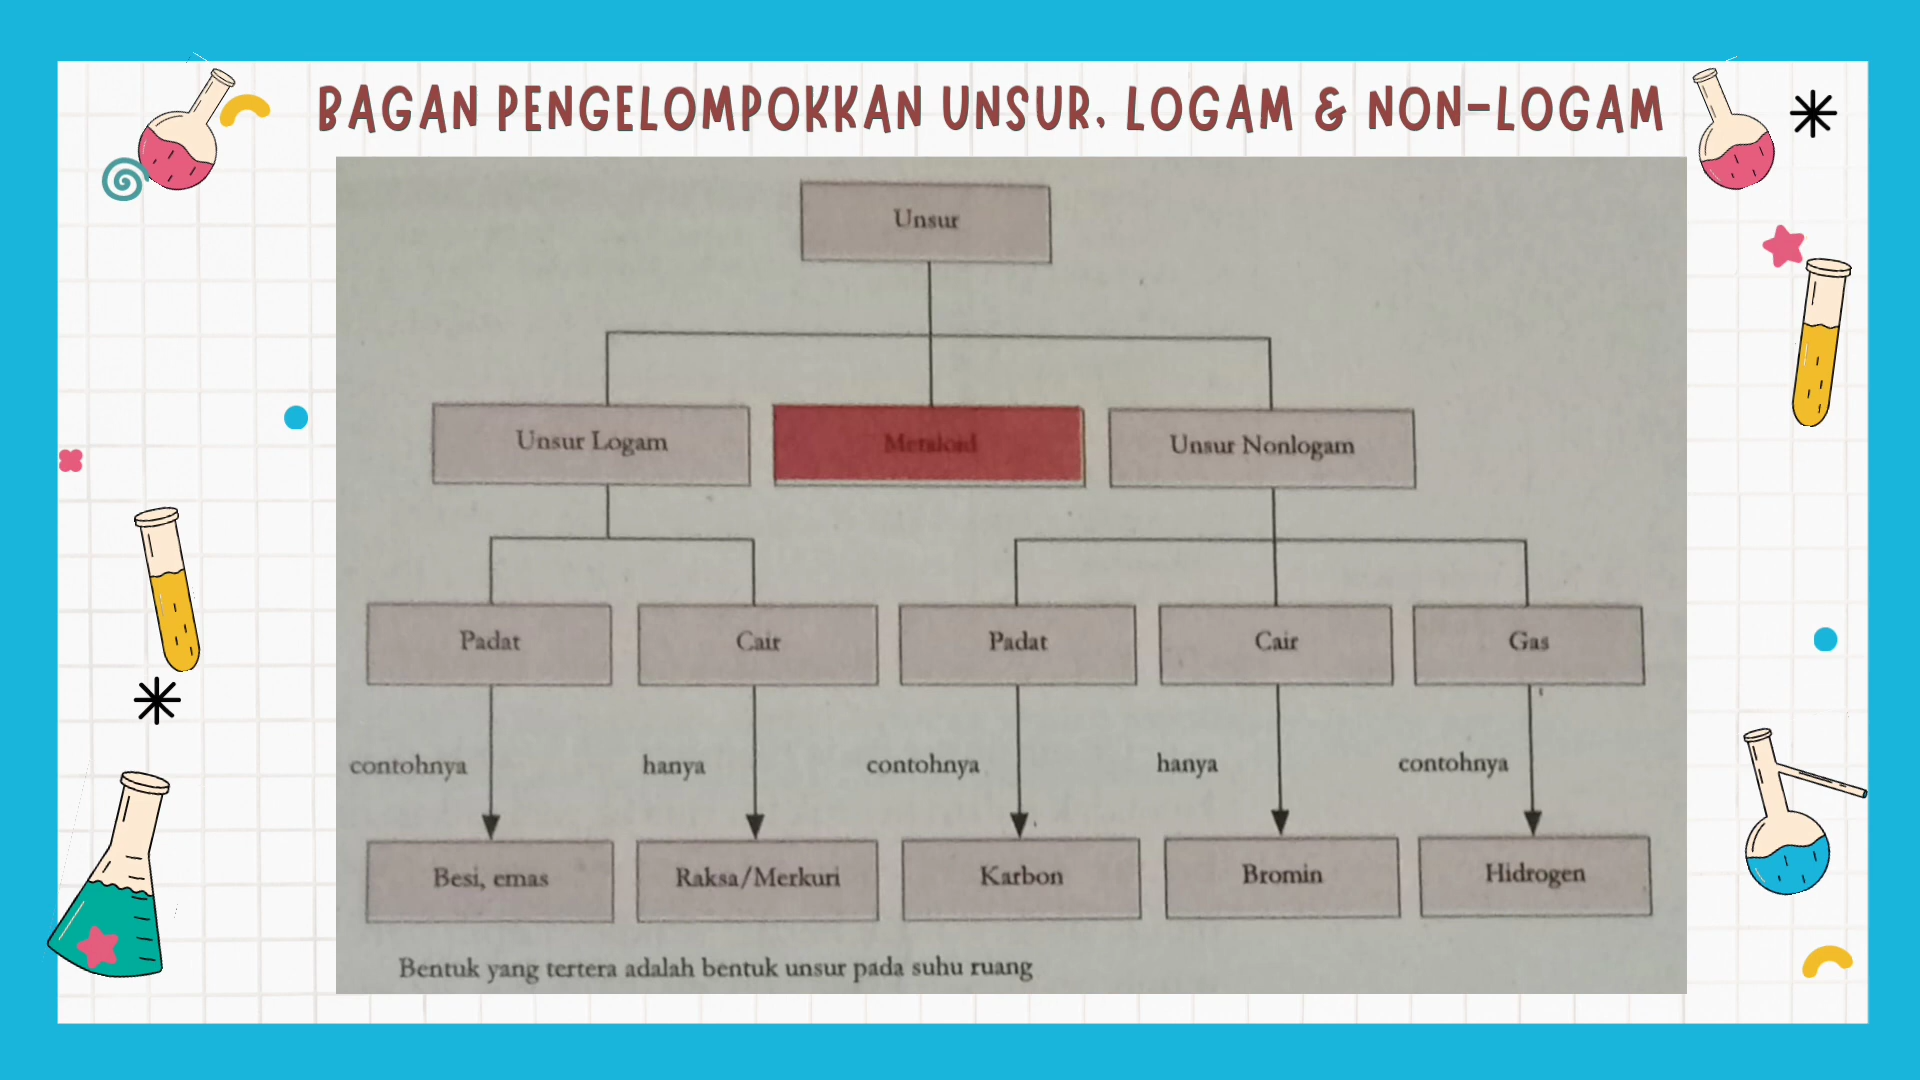 BAGAN PENGELOMPOKKAN UNSUR, LOGAM & NON-LOGAM
Unsur
Unsur Logam
Metaloid
Unsur Nonlogam
Padat
Cair
Padat
Cair
Gas
contohnya
hanya
contohnya
hanya
contohnya
Besi, emas
Raksa/Merkuri
Karbon
Bromin
Hidrogen
Bentuk yang tertera adalah bentuk unsur pada suhu ruang